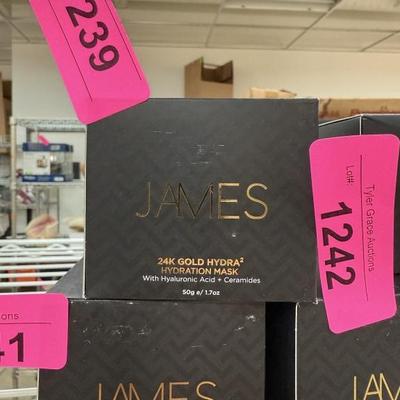 239
JAMES
24K GOLD HYDRA²
HYDRATION MASK
With Hyaluronic Acid + Ceramides
50g e/ 1.7oz
Tyler Grace Auctions
Lot#:
1242
ons
41
JAMES
JAMES